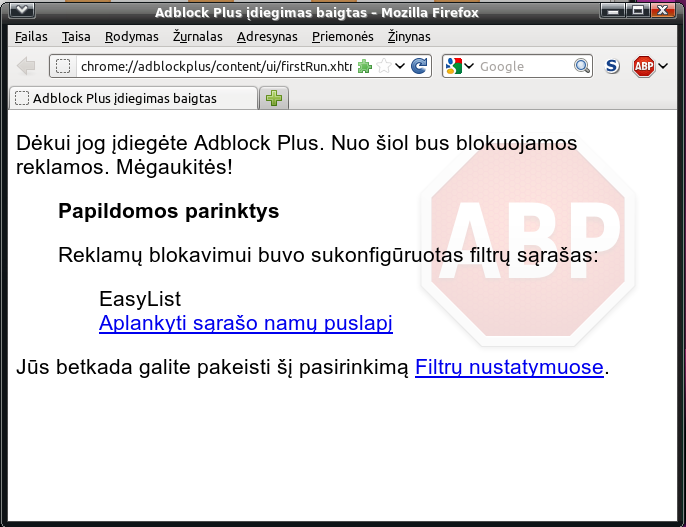 Adblock Plus įdiegimas baigtas - Mozilla Firefox
Failas Taisa Rodymas Žurnalas Adresynas Priemonės Žinynas
chrome://adblockplus/content/ui/firstRun.xhtm Google S ABP
Adblock Plus įdiegimas baigtas
Dėkui jog įdiegėte Adblock Plus. Nuo šiol bus blokuojamos
reklamos. Mėgaukitės!
Papildomos parinktys
ABP
Reklamų blokavimui buvo sukonfigūruotas filtrų sąrašas:
EasyList
Aplankyti sąrašo namų puslapį
Jūs betkada galite pakeisti šį pasirinkimą Filtrų nustatymuose.